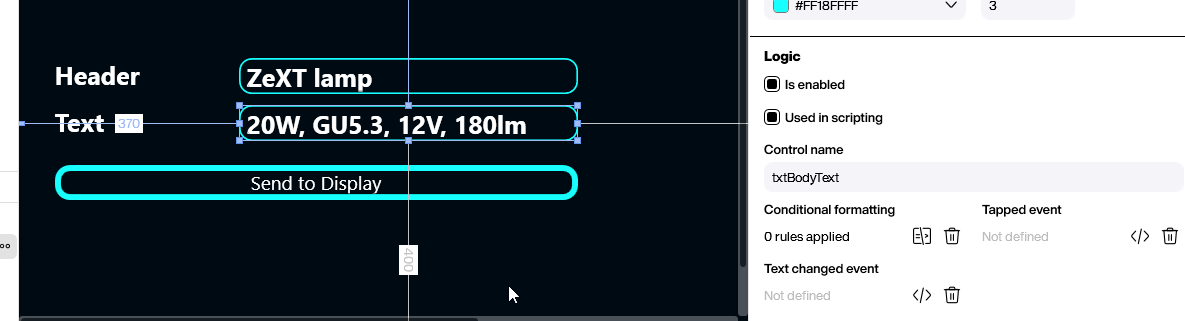 #FF18FFFF
3
Header
ZeXT lamp
Text
370
20W, GU5.3, 12V, 180lm
Send to Display
400
Logic
Is enabled
Used in scripting
Control name
txtBodyText
Conditional formatting
Tapped event
0 rules applied
Not defined
Text changed event
Not defined